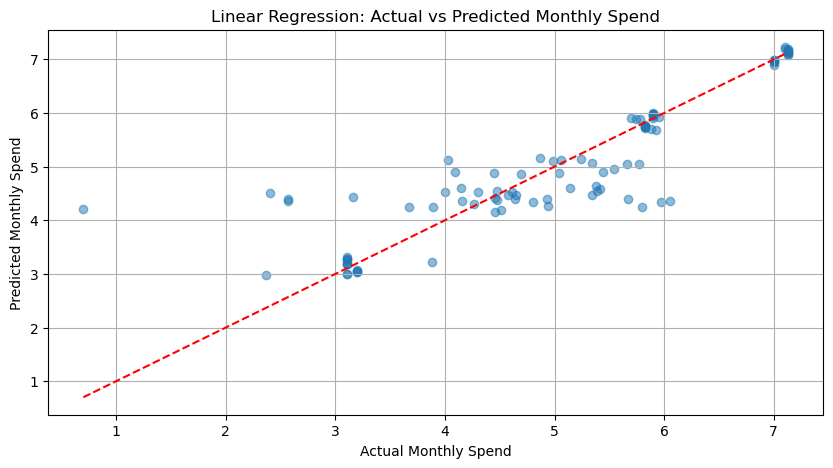 Linear Regression: Actual vs Predicted Monthly Spend
7
6
5
4
3
2
1
Predicted Monthly Spend
1 2 3 4 5 6 7
Actual Monthly Spend